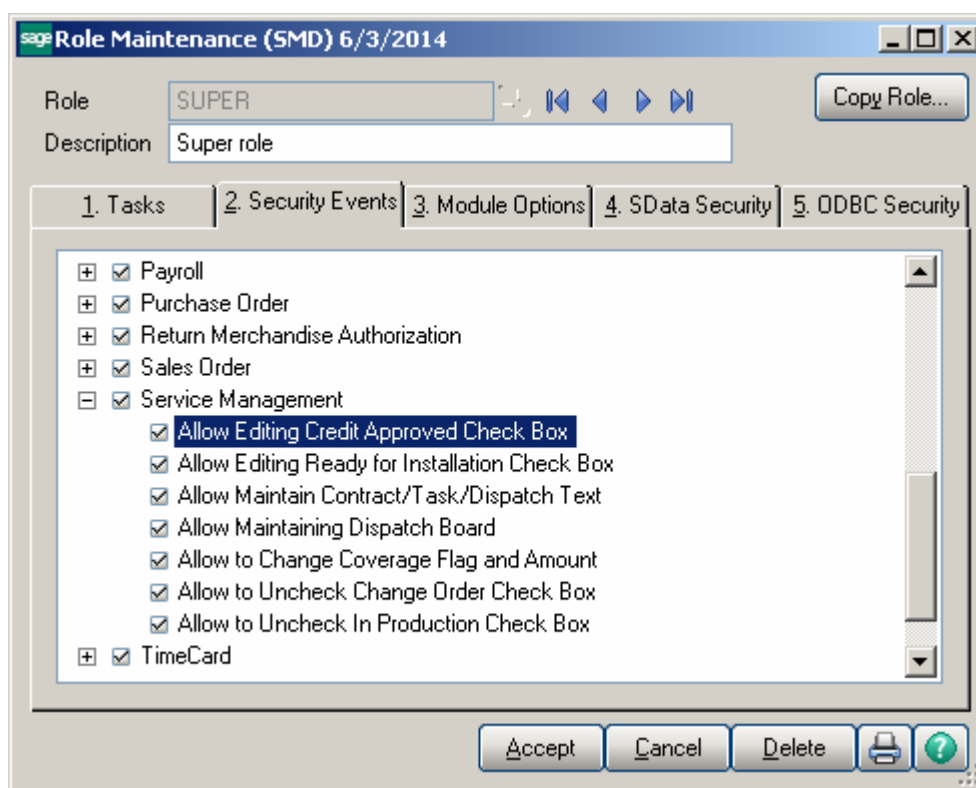 sage Role Maintenance (SMD) 6/3/2014
Role SUPER Copy Role...
Description Super role
1. Tasks 2. Security Events 3. Module Options 4. SData Security 5. ODBC Security
Payroll
Purchase Order
Return Merchandise Authorization
Sales Order
Service Management
Allow Editing Credit Approved Check Box
Allow Editing Ready for Installation Check Box
Allow Maintain Contract/Task/Dispatch Text
Allow Maintaining Dispatch Board
Allow to Change Coverage Flag and Amount
Allow to Uncheck Change Order Check Box
Allow to Uncheck In Production Check Box
TimeCard
Accept Cancel Delete ?